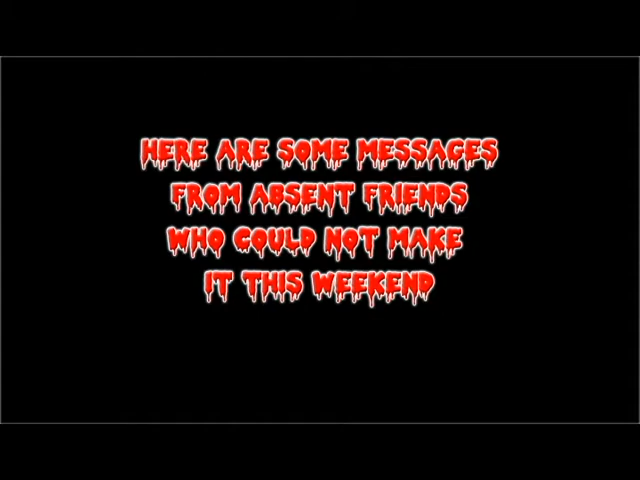 HERE ARE SOME MESSAGES
FROM ABSENT FRIENDS
WHO COULD NOT MAKE
IT THIS WEEKEND